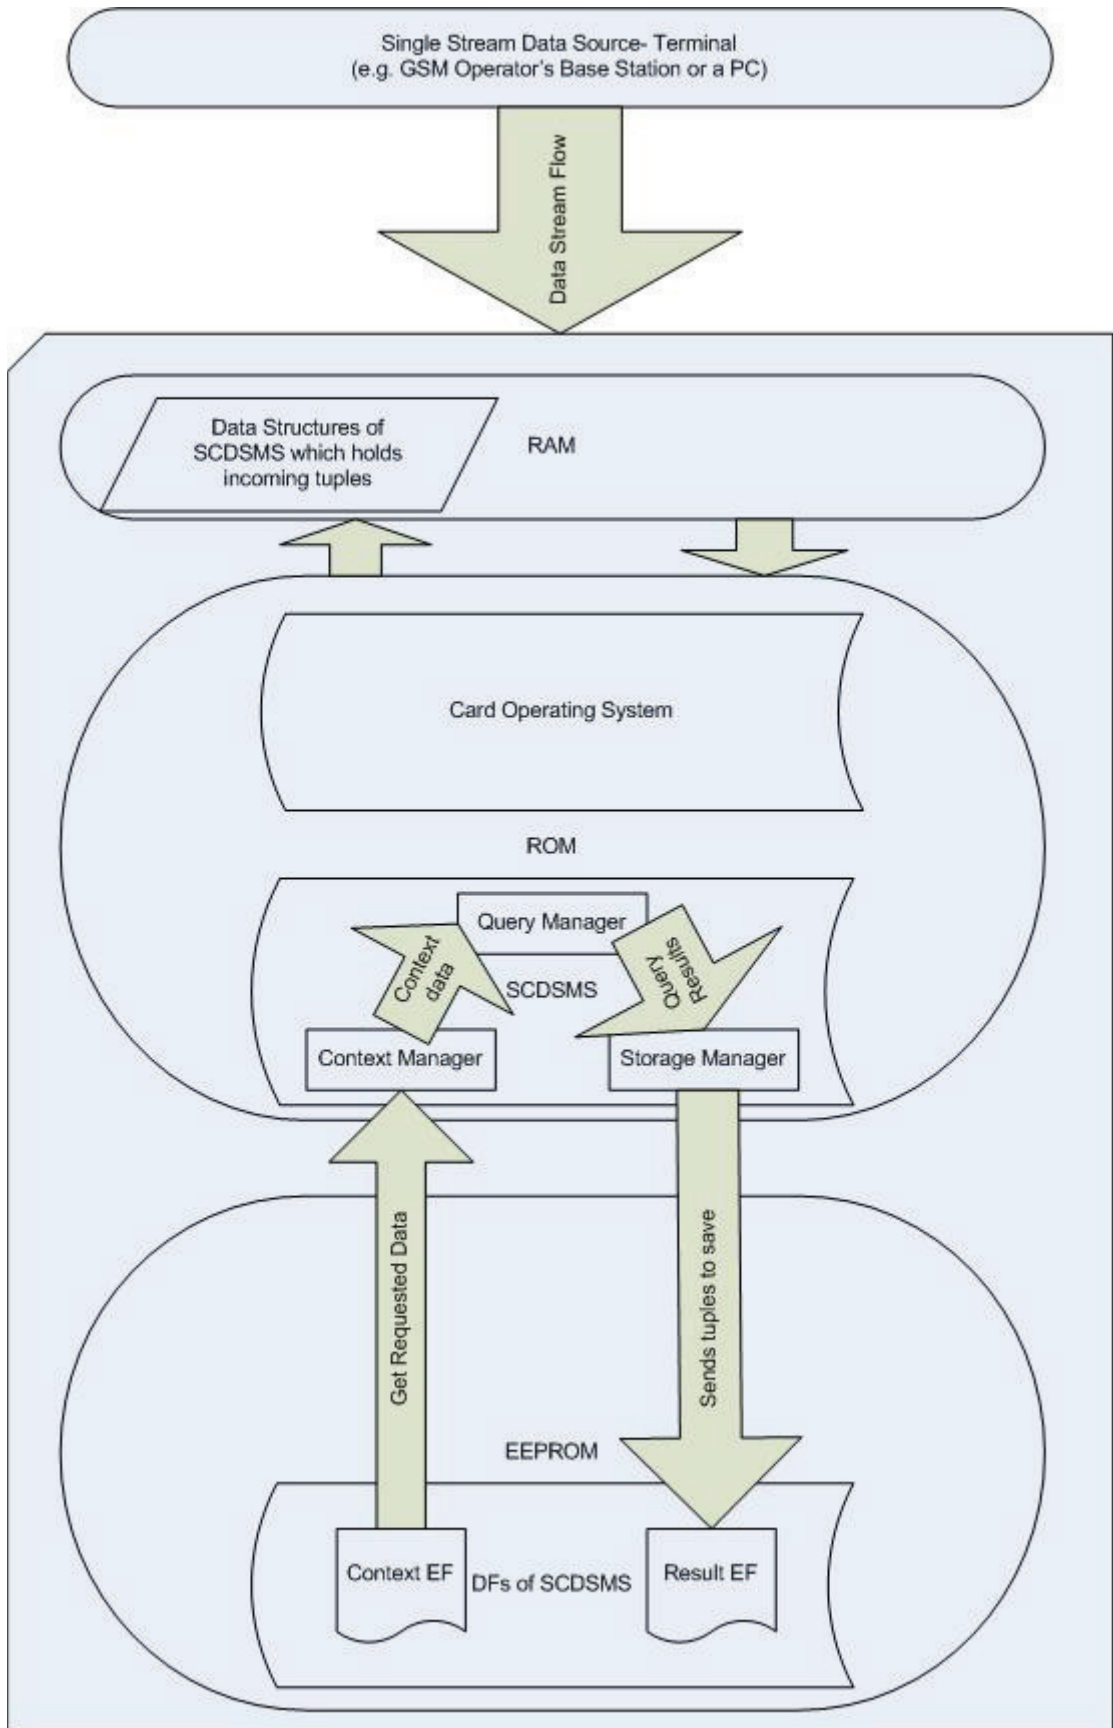 Single Stream Data Source- Terminal
(e.g. GSM Operator's Base Station or a PC)
Data Stream Flow
Data Structures of
SCDSMS which holds
incoming tuples
RAM
Card Operating System
ROM
Query Manager
Context
data
Query
Results
SCDSMS
Context Manager
Storage Manager
Get Requested Data
Sends tuples to save
EEPROM
Context EF
DFs of SCDSMS
Result EF